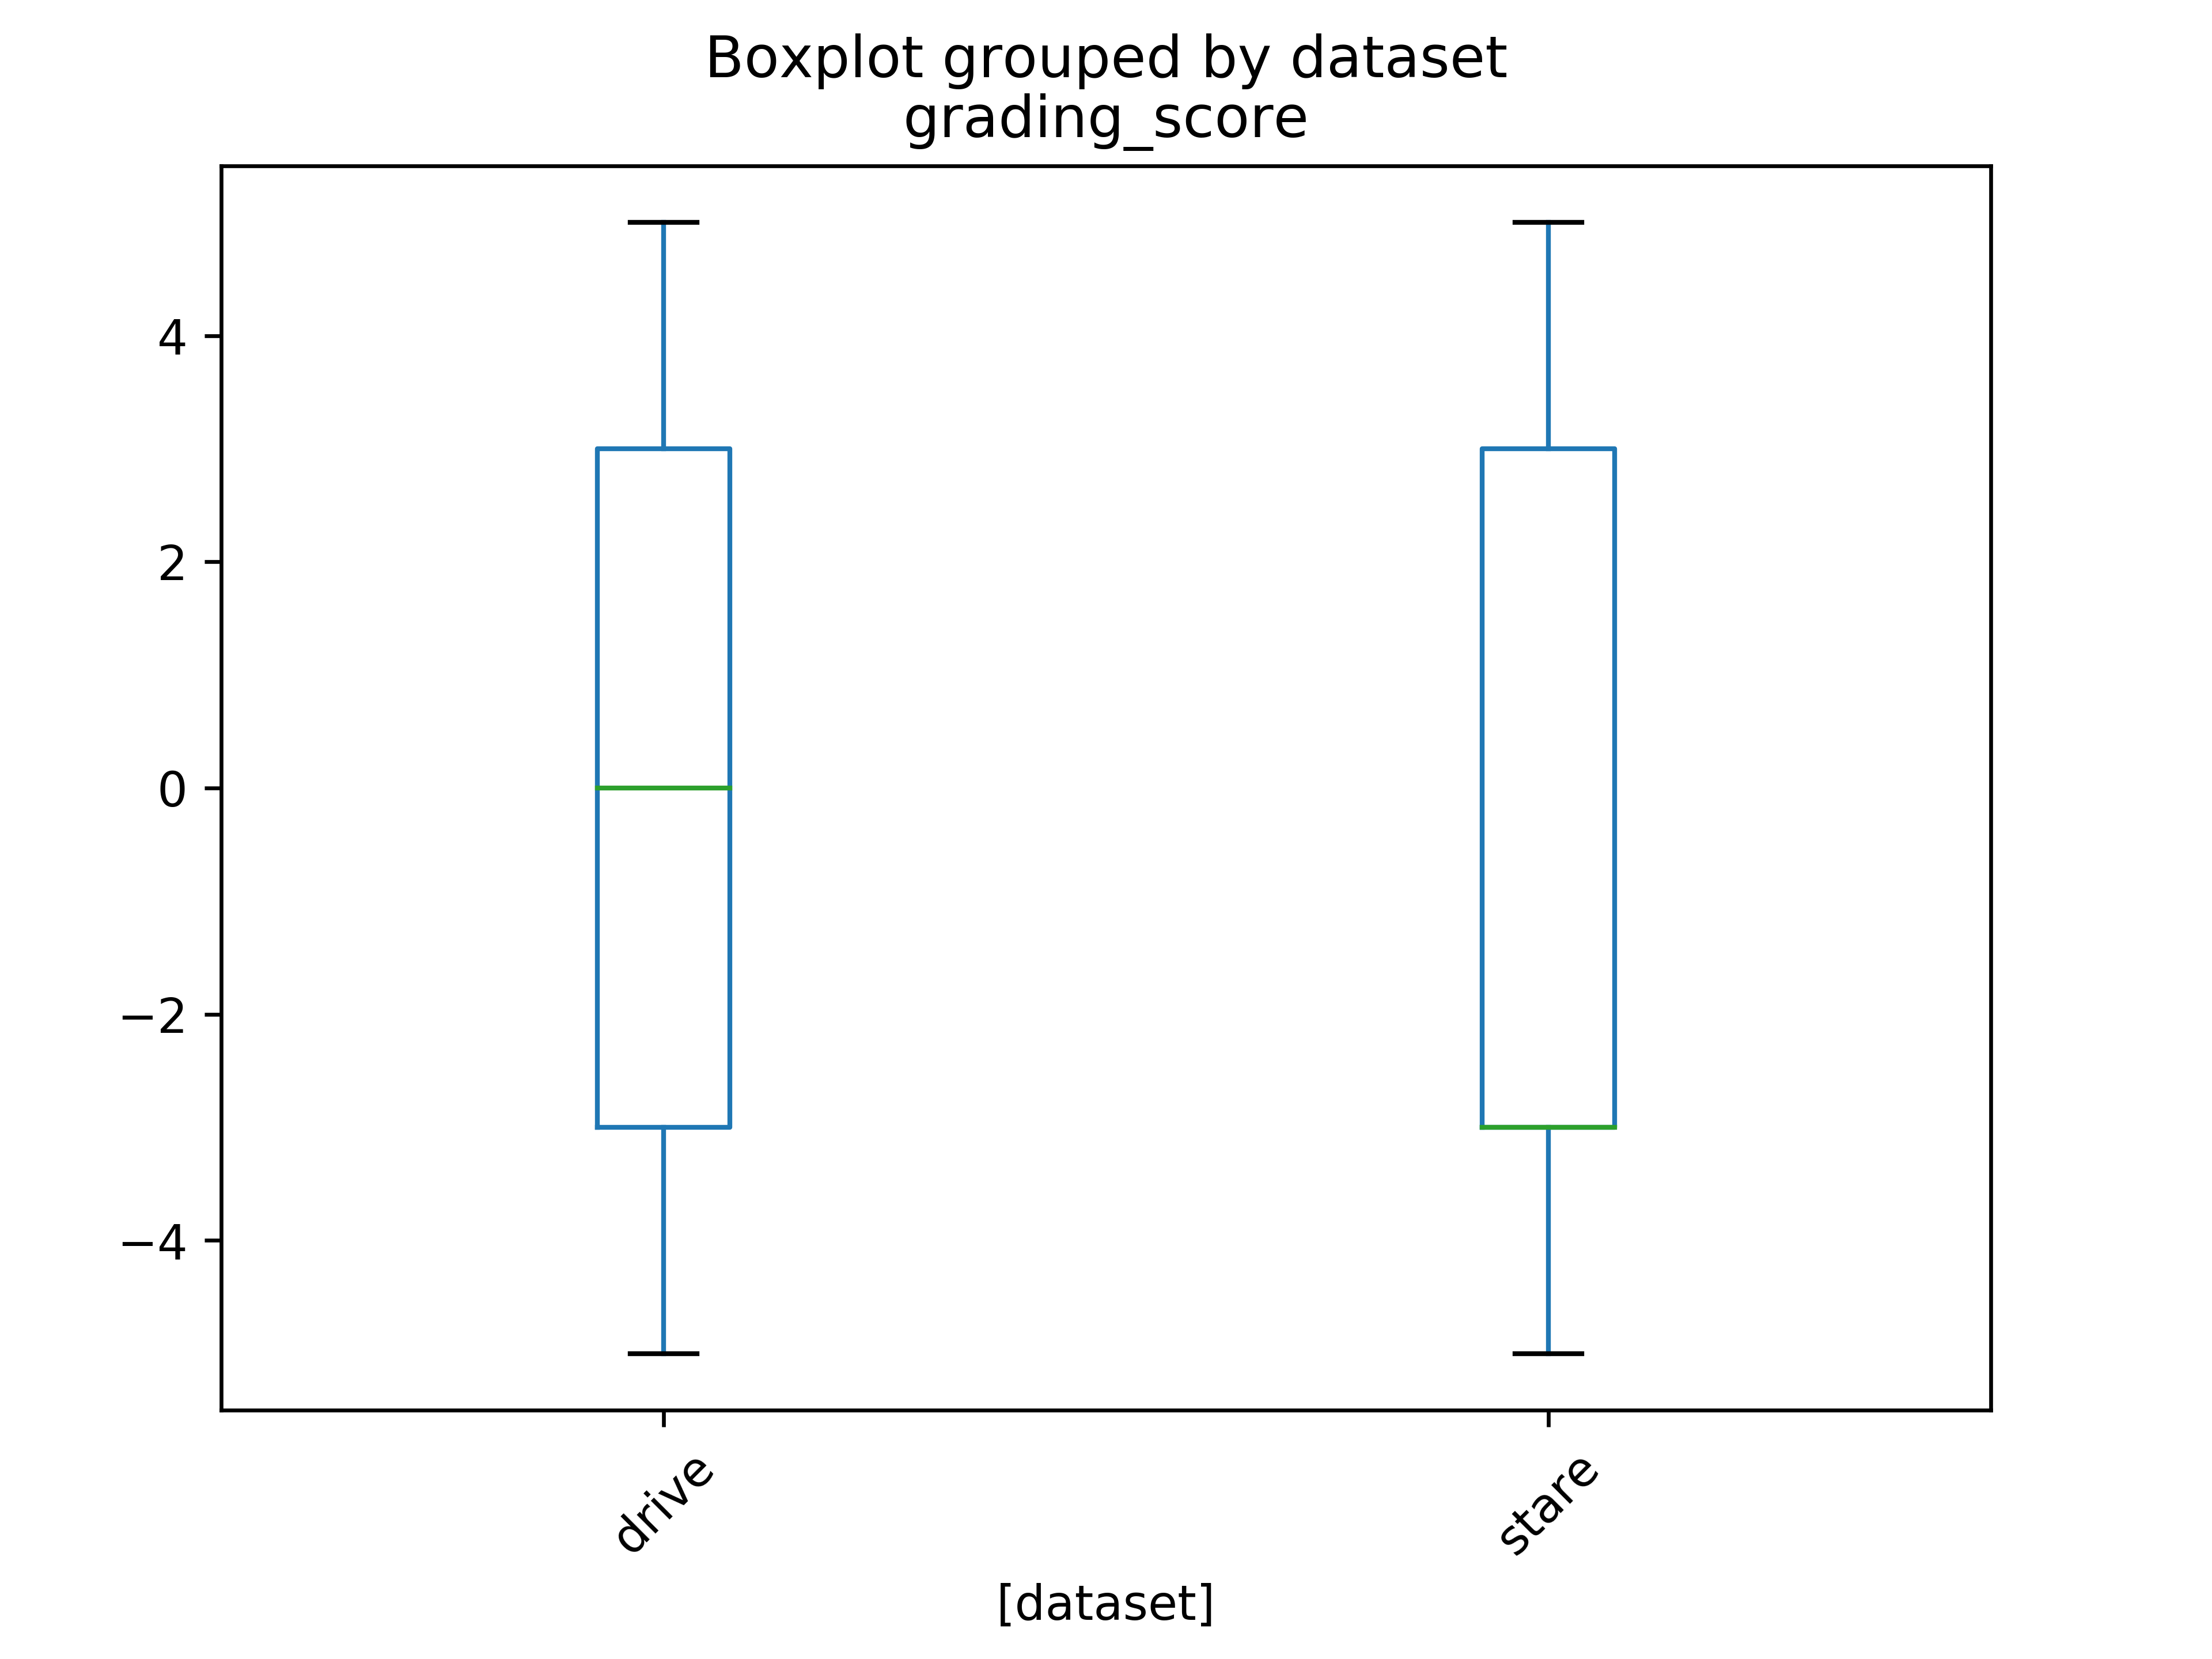 Boxplot grouped by dataset
grading_score
4
2
0
−2
−4
drive
stare
[dataset]